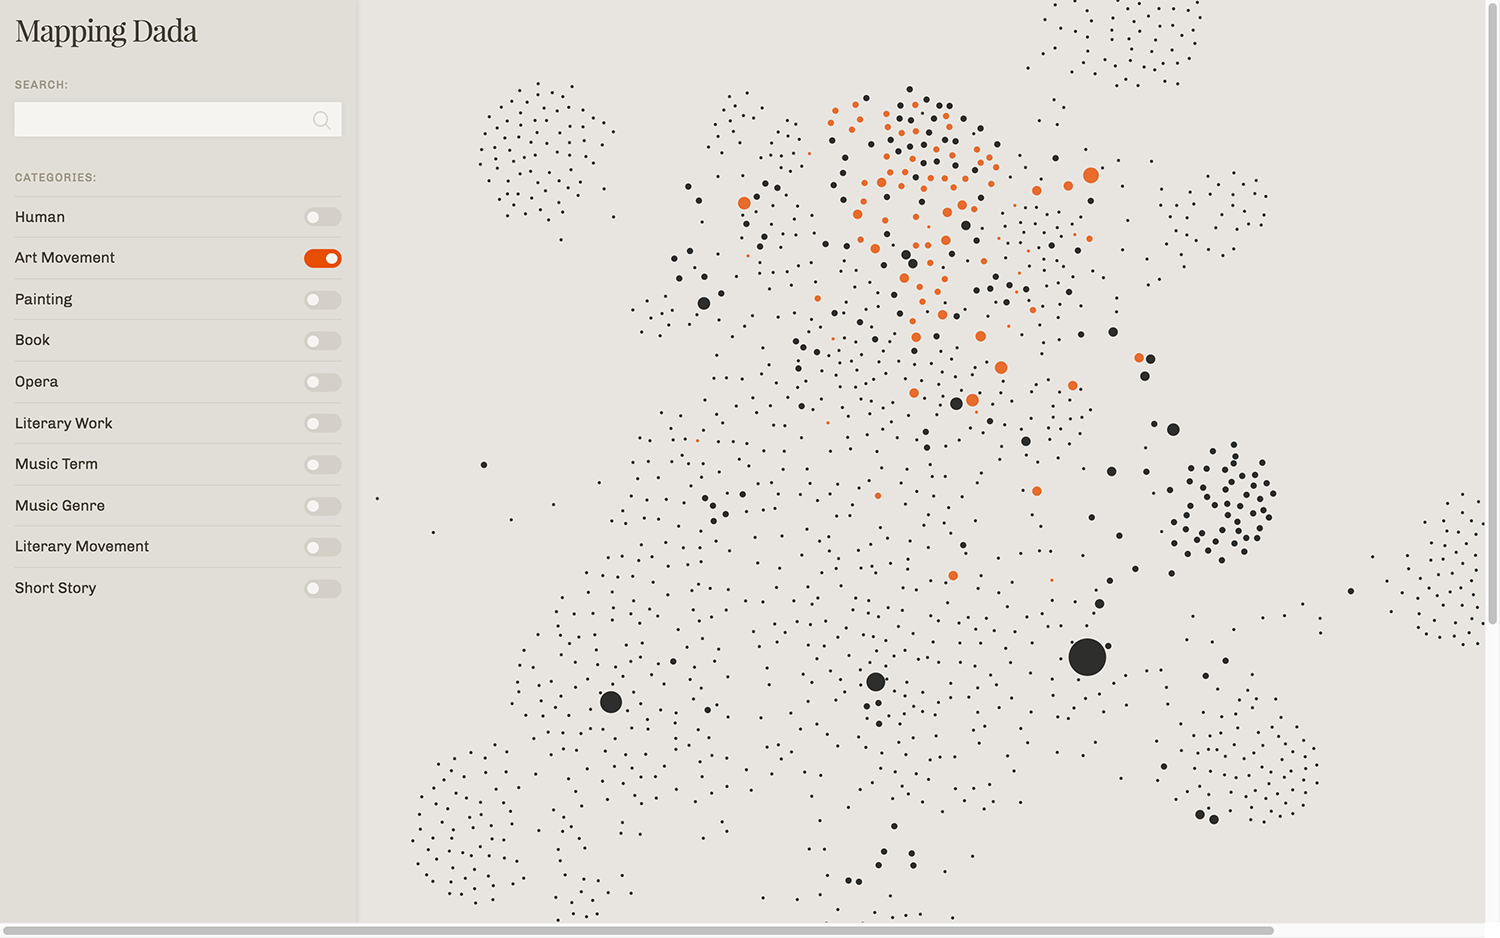 Mapping Dada
SEARCH:
CATEGORIES:
Human
Art Movement
Painting
Book
Opera
Literary Work
Music Term
Music Genre
Literary Movement
Short Story